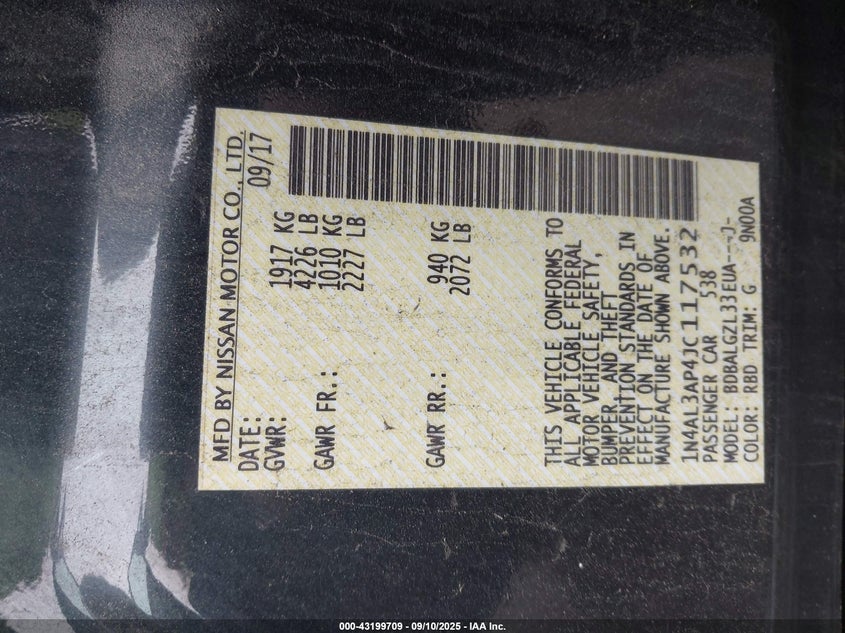 MFD BY NISSAN MOTOR CO., LTD.
DATE: 09/17
GVWR: 1917 KG
4226 LB
GAWR FR.: 1010 KG
2227 LB
GAWR RR.: 940 KG
2072 LB
THIS VEHICLE CONFORMS TO
ALL APPLICABLE FEDERAL
MOTOR VEHICLE SAFETY,
BUMPER, AND THEFT
PREVENTION STANDARDS IN
EFFECT ON THE DATE OF
MANUFACTURE SHOWN ABOVE.
1N4AL3AP4JC117532
PASSENGER CAR 538
MODEL: BDBALGZL33EUA---J-
COLOR: RBD TRIM: G 9N00A
000-43199709 - 09/10/2025 - IAA Inc.